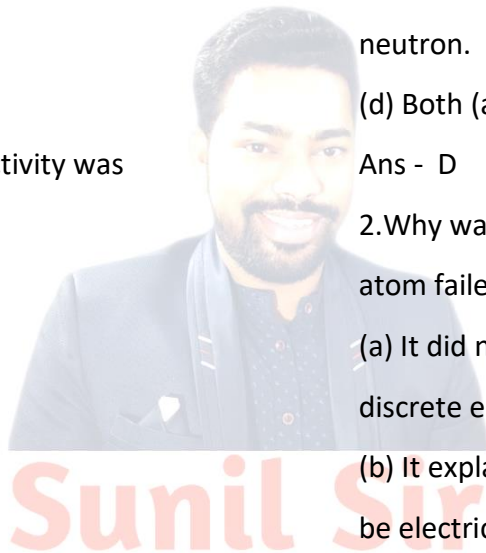 tivity was
neutron.
(d) Both (a
Ans - D
2.Why wa
atom faile
(a) It did n
discrete e
(b) It expla
be electric
Sunil Sir